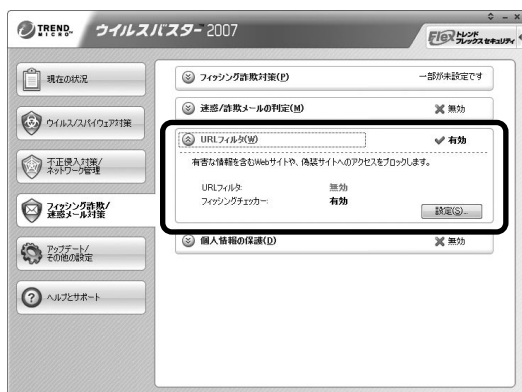 TREND MICRO ウイルスバスター 2007
Flex トレンド フレックス セキュリティ
現在の状況
ウイルス/スパイウェア対策
不正侵入対策/
ネットワーク管理
フィッシング詐欺/
迷惑メール対策
アップデート/
その他の設定
ヘルプとサポート
フィッシング詐欺対策(P) 一部が未設定です
迷惑/詐欺メールの判定(M) 無効
URLフィルタ(W) 有効
有害な情報を含むWebサイトや、偽装サイトへのアクセスをブロックします。
URLフィルタ: 無効
フィッシングチェッカー: 有効
設定(S)...
個人情報の保護(D) 無効